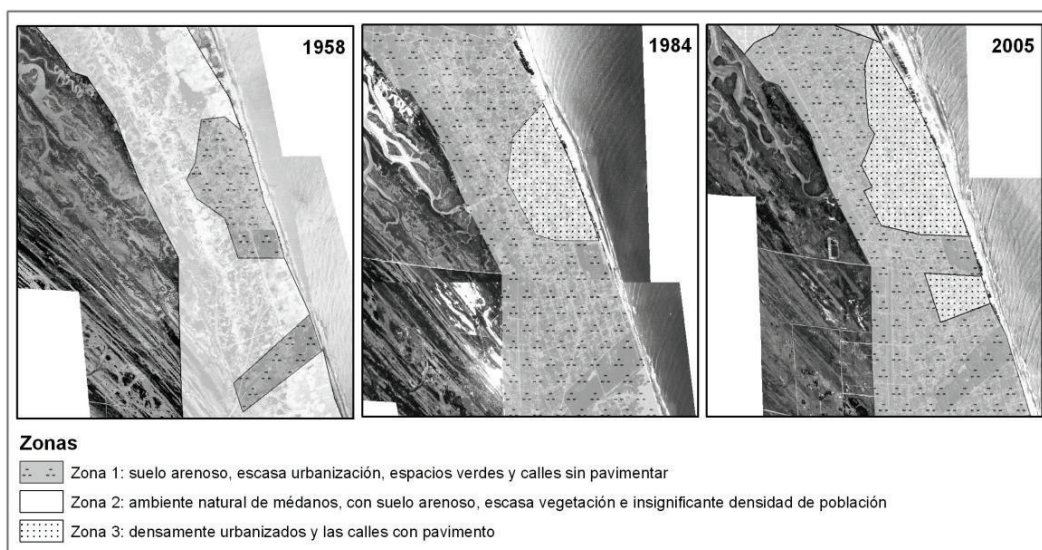 1958
1984
2005
Zonas
Zona 1: suelo arenoso, escasa urbanización, espacios verdes y calles sin pavimentar
Zona 2: ambiente natural de médanos, con suelo arenoso, escasa vegetación e insignificante densidad de población
Zona 3: densamente urbanizados y las calles con pavimento